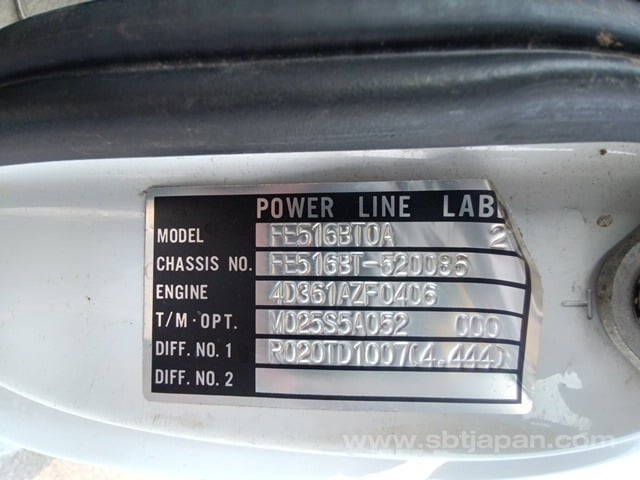 POWER LINE LAB
MODEL FE516BTOA 2
CHASSIS NO. FE516BT-520086
ENGINE 4D361AZF0406
T/M·OPT. M025S5A052 000
DIFF. NO. 1 R020TD1007(4.444)
DIFF. NO. 2
www.sbtjapan.com